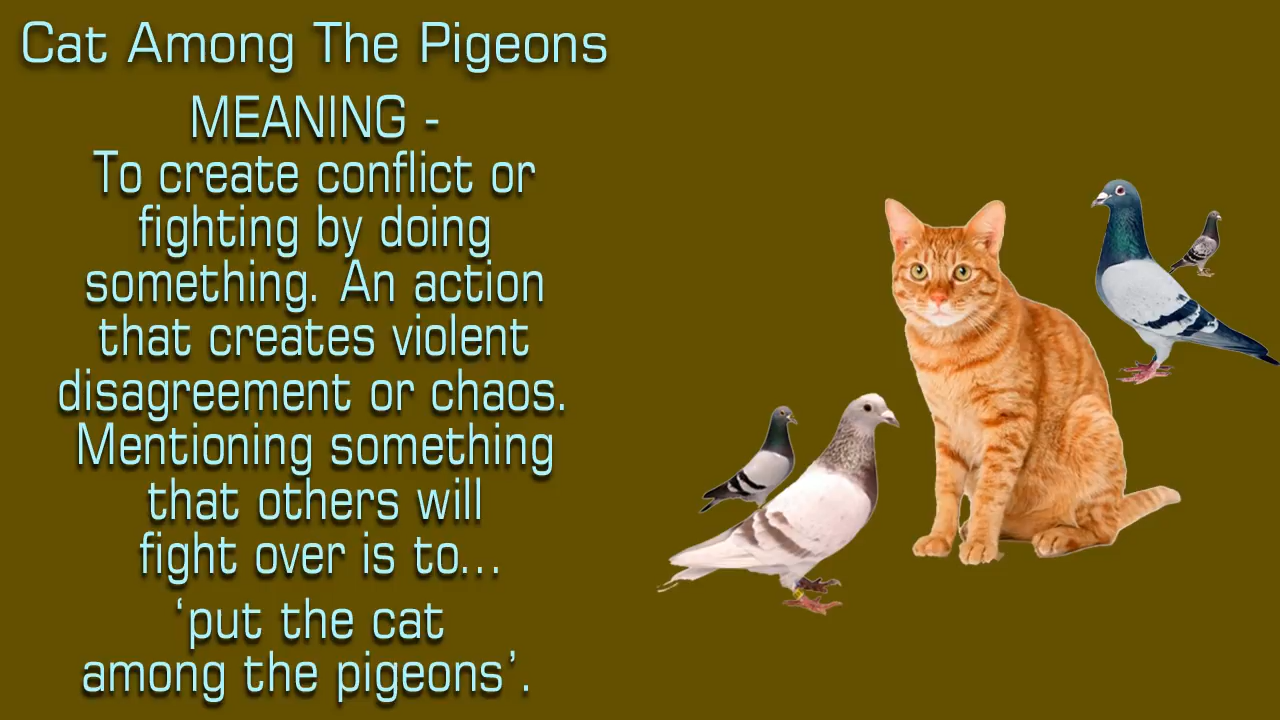 Cat Among The Pigeons
MEANING -
To create conflict or
fighting by doing
something. An action
that creates violent
disagreement or chaos.
Mentioning something
that others will
fight over is to...
‘put the cat
among the pigeons’.